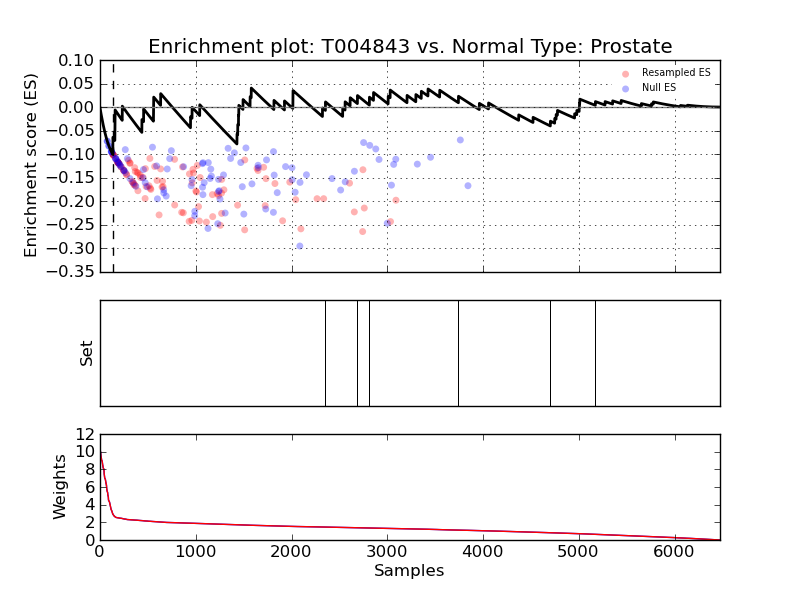 Enrichment plot: T004843 vs. Normal Type: Prostate
Enrichment score (ES)
0.10
0.05
0.00
−0.05
−0.10
−0.15
−0.20
−0.25
−0.30
−0.35
Resampled ES
Null ES
Set
Weights
12
10
8
6
4
2
0
0 1000 2000 3000 4000 5000 6000
Samples